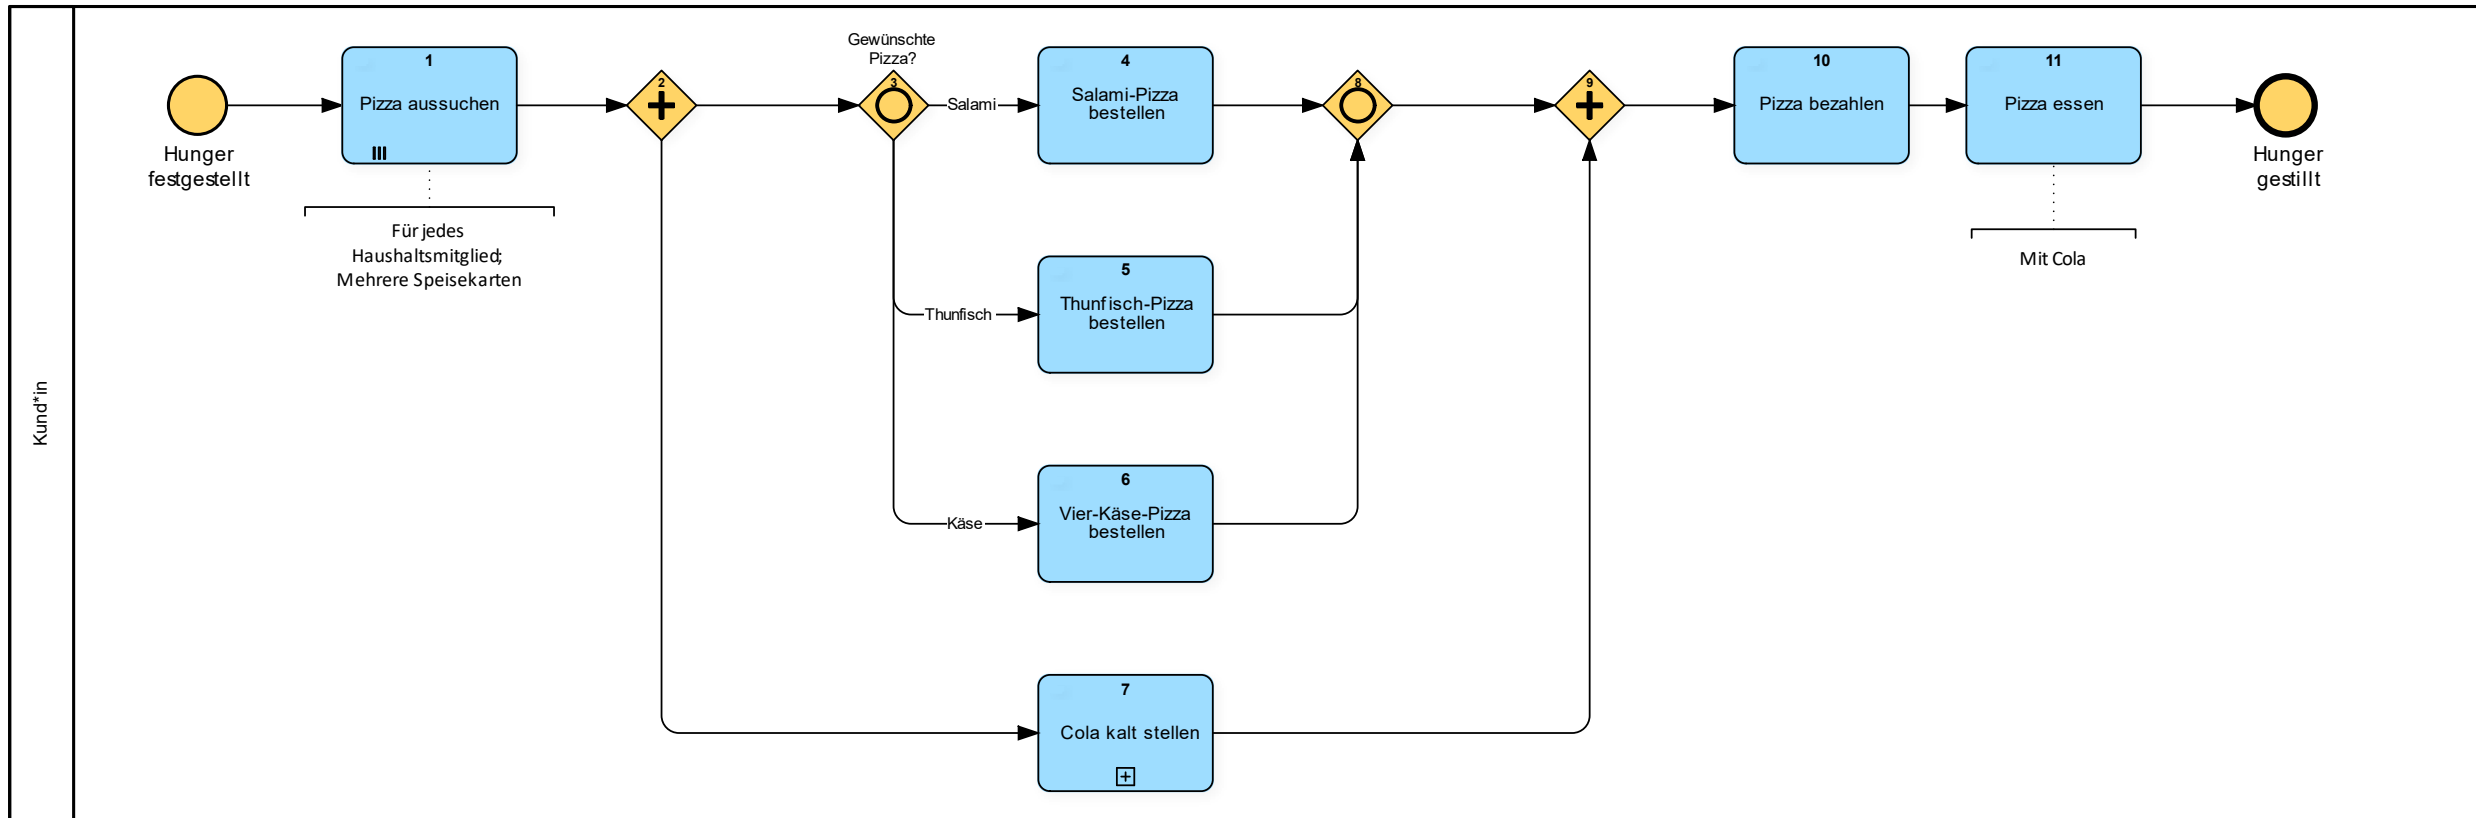 Kund*in
Hunger
festgestellt
1
Pizza aussuchen
Für jedes
Haushaltsmitglied;
Mehrere Speisekarten
2
Gewünschte
Pizza?
3
Salami
Thunfisch
Käse
4
Salami-Pizza
bestellen
5
Thunfisch-Pizza
bestellen
6
Vier-Käse-Pizza
bestellen
7
Cola kalt stellen
8
9
10
Pizza bezahlen
11
Pizza essen
Mit Cola
Hunger
gestillt